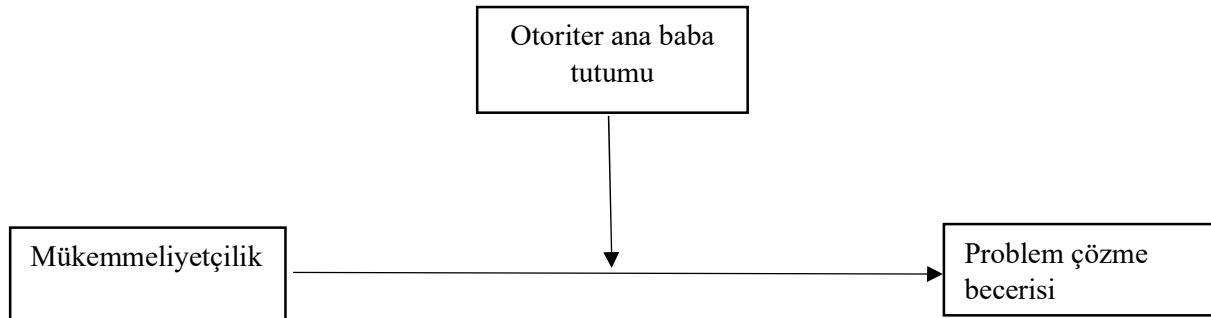 Otoriter ana baba
tutumu
Mükemmeliyetçilik
Problem çözme
becerisi